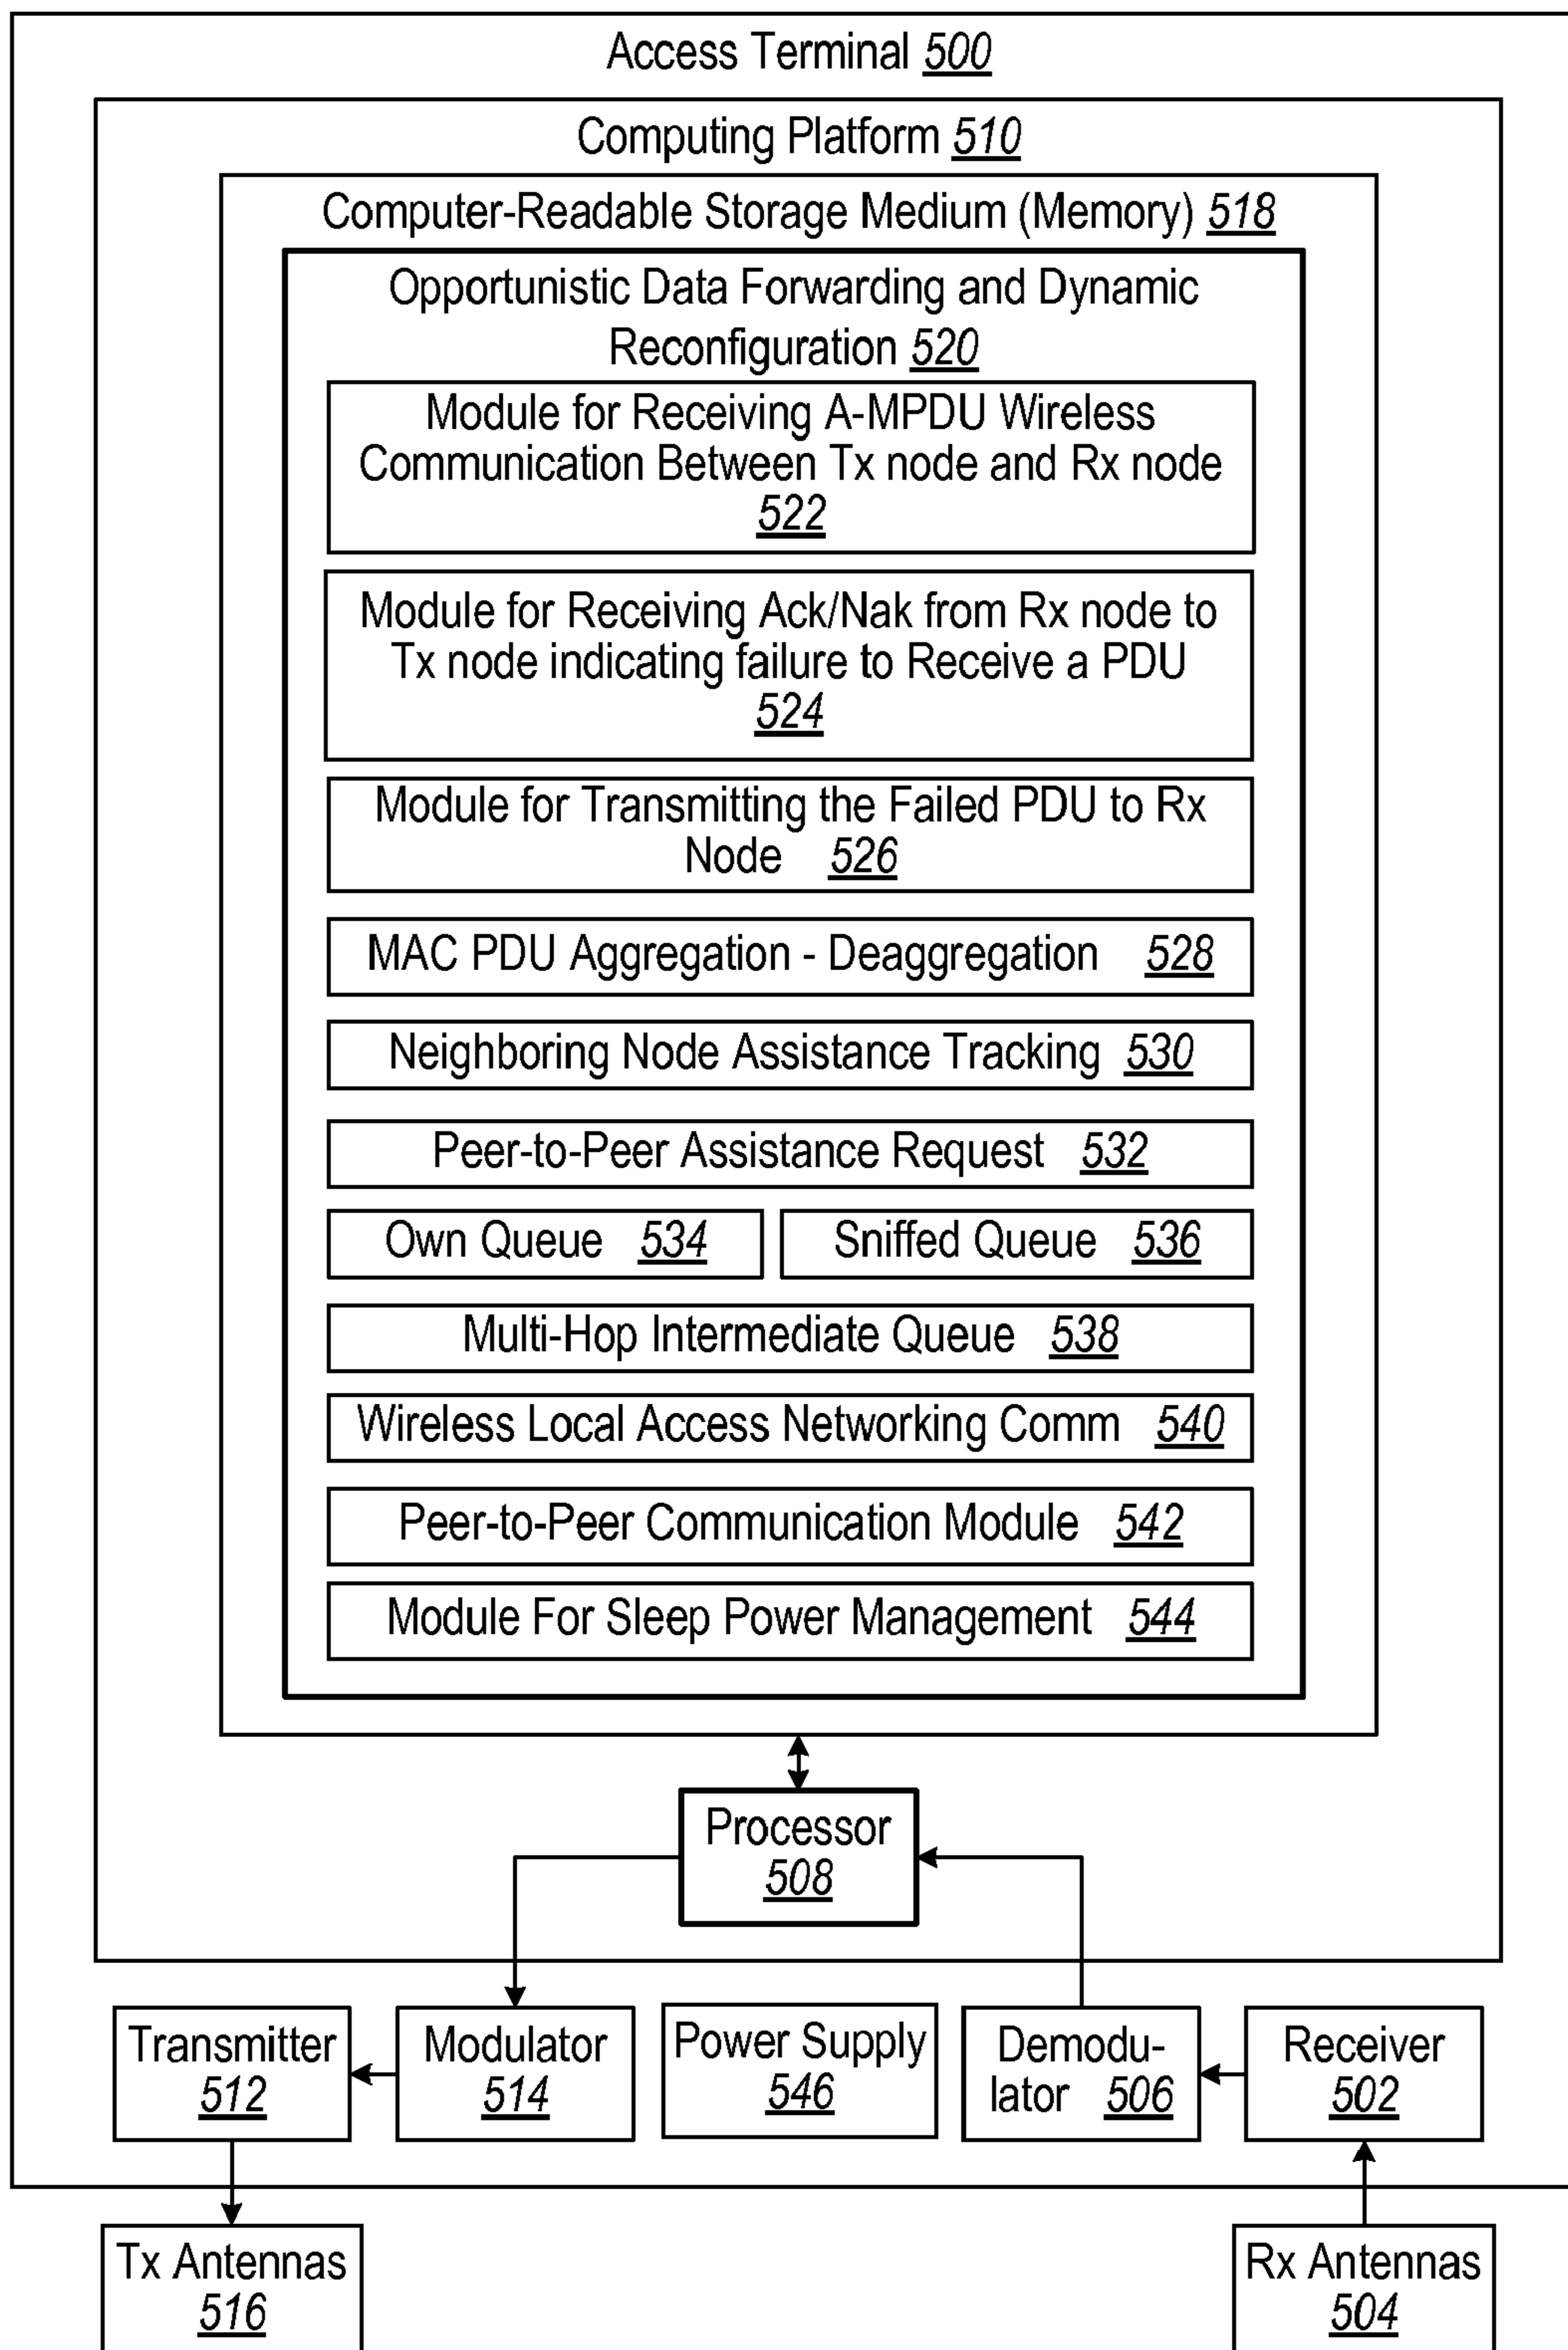 Access Terminal 500
Computing Platform 510
Computer-Readable Storage Medium (Memory) 518
Opportunistic Data Forwarding and Dynamic
Reconfiguration 520
Module for Receiving A-MPDU Wireless
Communication Between Tx node and Rx node
522
Module for Receiving Ack/Nak from Rx node to
Tx node indicating failure to Receive a PDU
524
Module for Transmitting the Failed PDU to Rx
Node 526
MAC PDU Aggregation - Deaggregation 528
Neighboring Node Assistance Tracking 530
Peer-to-Peer Assistance Request 532
Own Queue 534
Sniffed Queue 536
Multi-Hop Intermediate Queue 538
Wireless Local Access Networking Comm 540
Peer-to-Peer Communication Module 542
Module For Sleep Power Management 544
Processor
508
Transmitter
512
Modulator
514
Power Supply
546
Demodu-
lator 506
Receiver
502
Tx Antennas
516
Rx Antennas
504